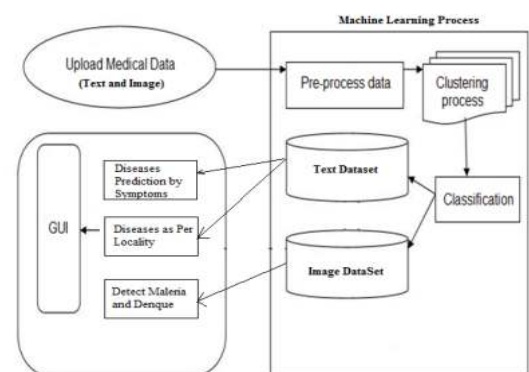 Machine Learning Process
Upload Medical Data
(Text and Image)
Pre-process data
Clustering
process
Diseases
Prediction by
Symptoms
Text Dataset
Classification
GUI
Diseases as Per
Locality
Image DataSet
Detect Maleria
and Denque